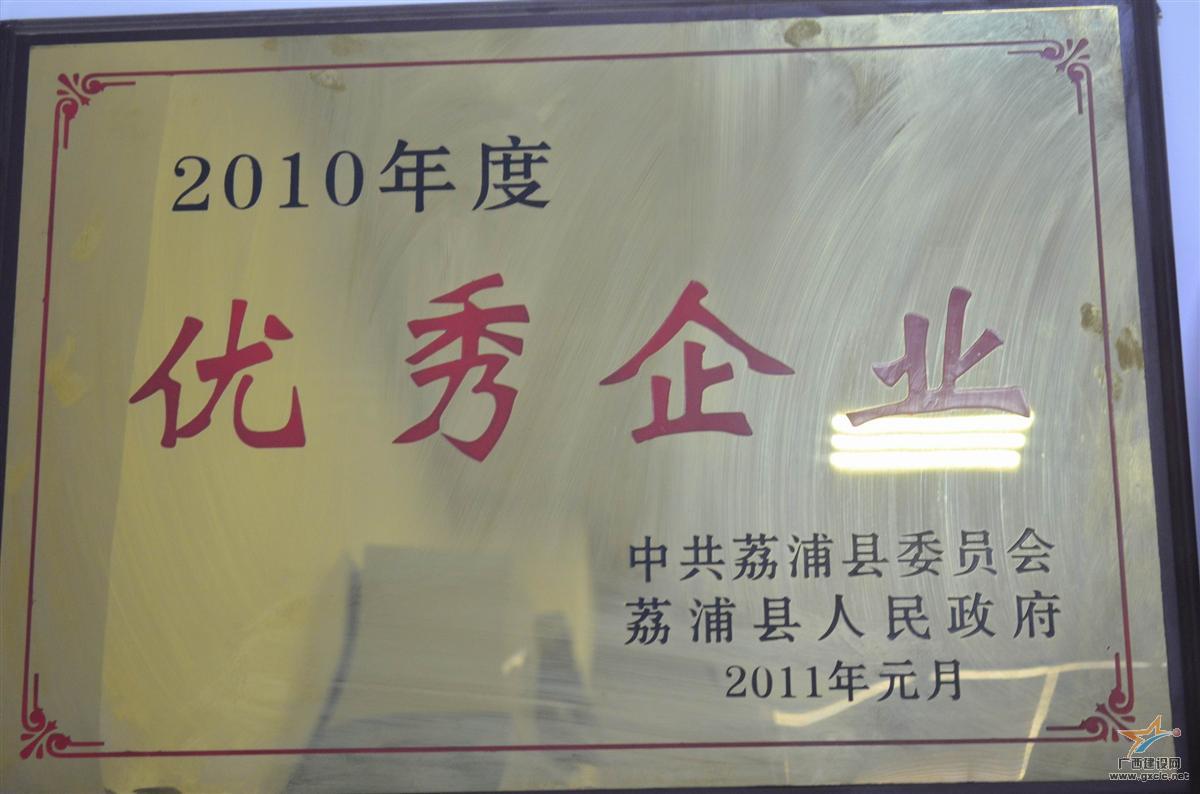 2010年度
优秀企业
中共荔浦县委员会
荔浦县人民政府
2011年元月
广西建设网
www.gxcic.net